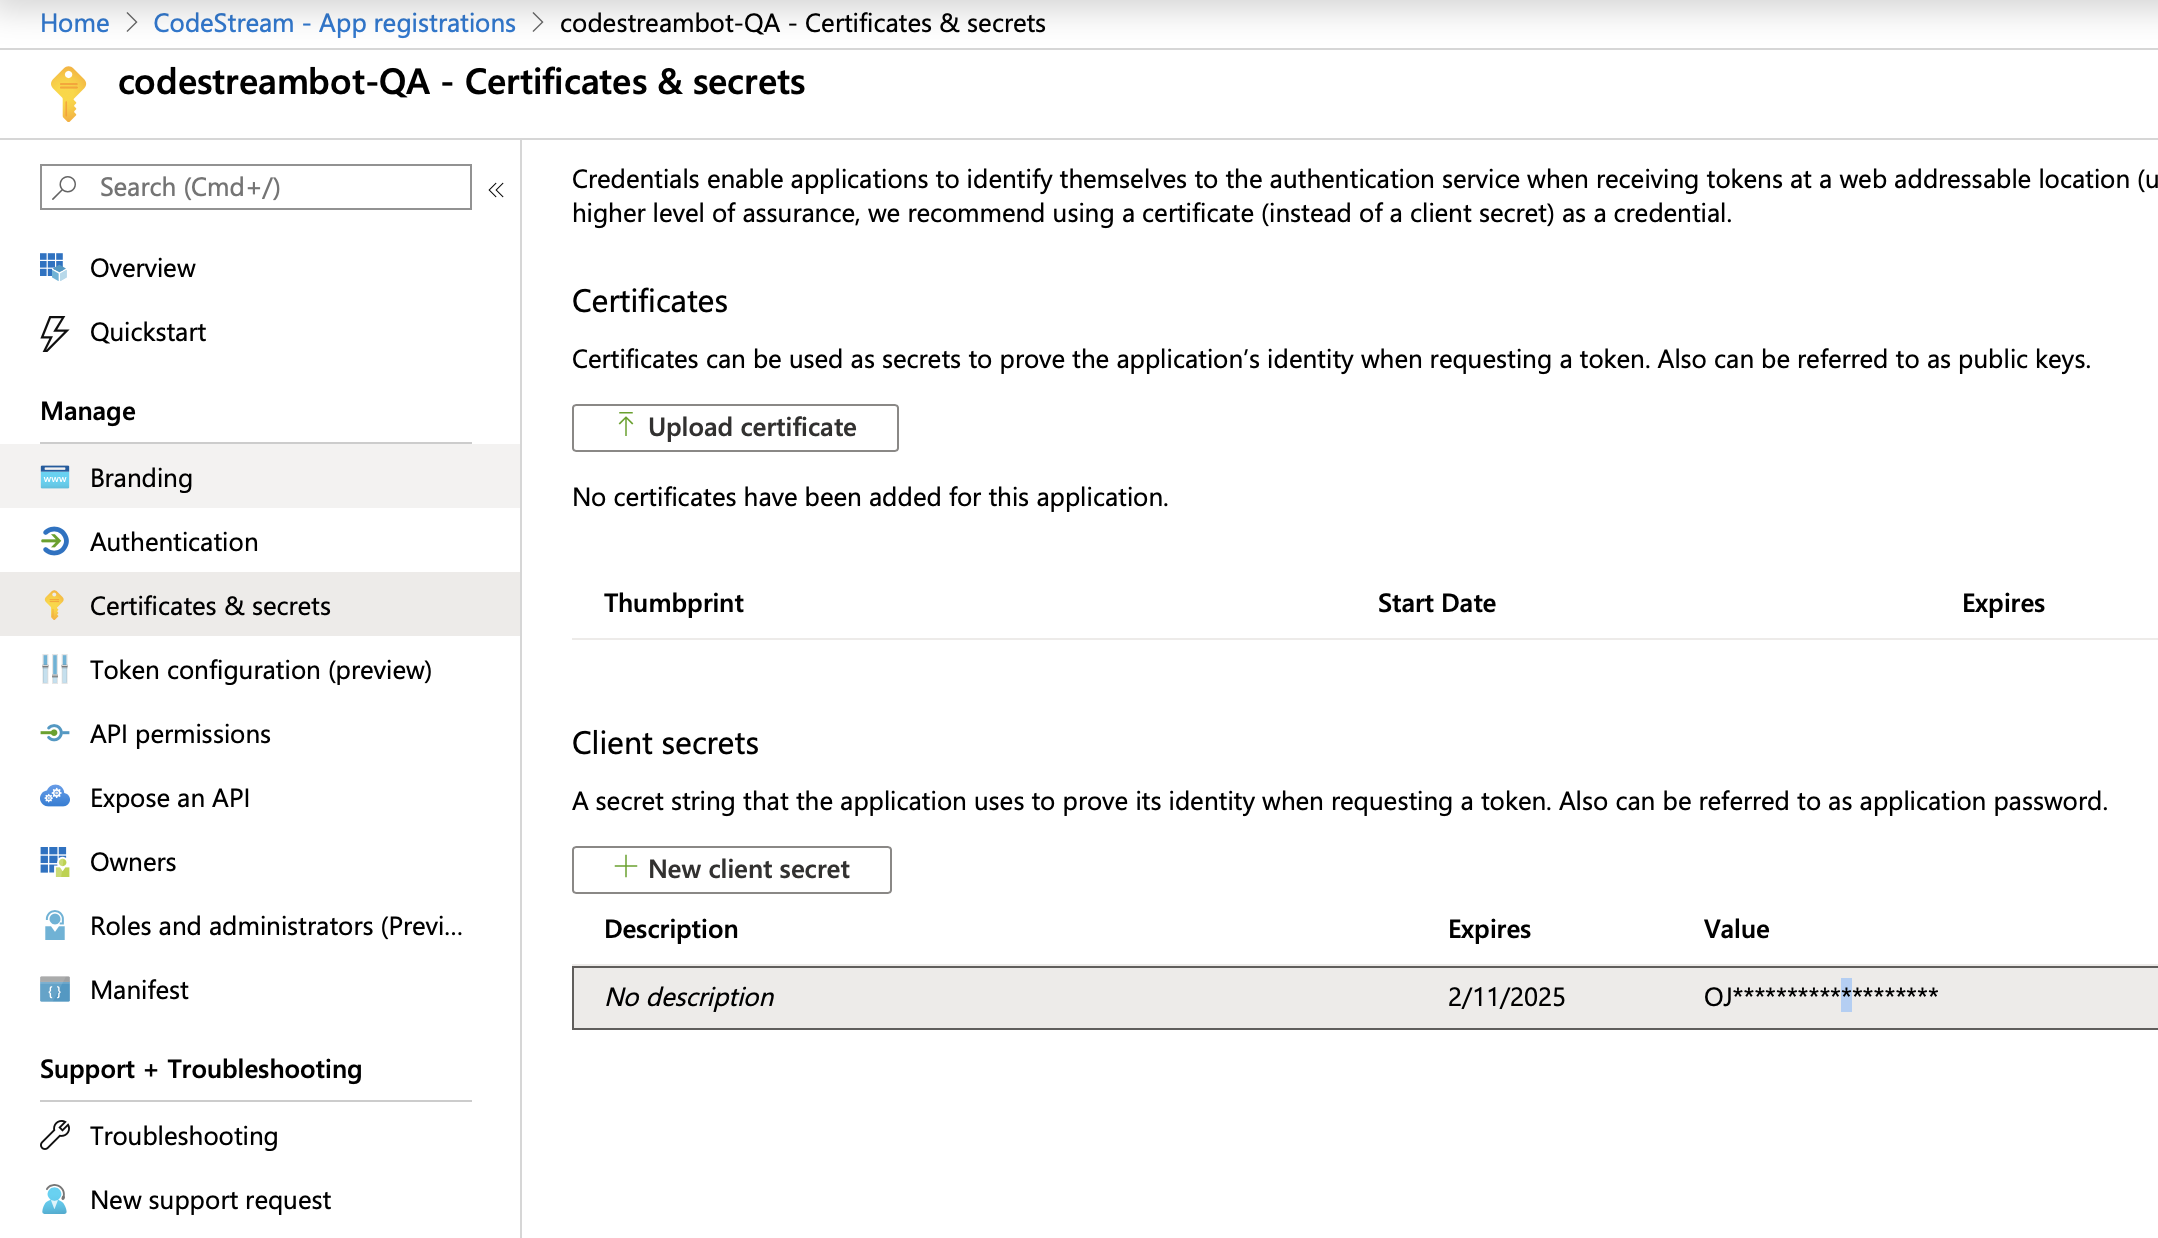 Home > CodeStream - App registrations > codestreambot-QA - Certificates & secrets
codestreambot-QA - Certificates & secrets
Search (Cmd+/)
«
Overview
Quickstart
Manage
www
Branding
Authentication
Certificates & secrets
Token configuration (preview)
API permissions
Expose an API
Owners
Roles and administrators (Previ...
Manifest
Support + Troubleshooting
Troubleshooting
New support request
Credentials enable applications to identify themselves to the authentication service when receiving tokens at a web addressable location (u
higher level of assurance, we recommend using a certificate (instead of a client secret) as a credential.
Certificates
Certificates can be used as secrets to prove the application’s identity when requesting a token. Also can be referred to as public keys.
Upload certificate
No certificates have been added for this application.
Thumbprint Start Date Expires
Client secrets
A secret string that the application uses to prove its identity when requesting a token. Also can be referred to as application password.
New client secret
Description Expires Value
No description 2/11/2025 OJ*******************